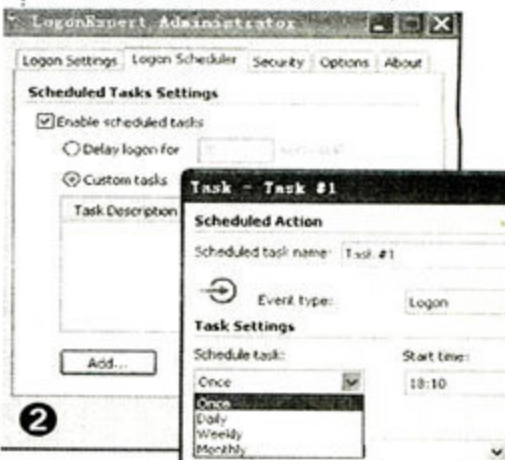 LogonExpert Administrator
Logon Settings Logon Scheduler Security Options About
Scheduled Tasks Settings
Enable scheduled tasks
Delay logon for
Custom tasks
Task Description
Add...
Task - Task #1
Scheduled Action
Scheduled task name: Task #1
Event type: Logon
Task Settings
Schedule task: Start time:
Once 18:10
Once
Daily
Weekly
Monthly
2